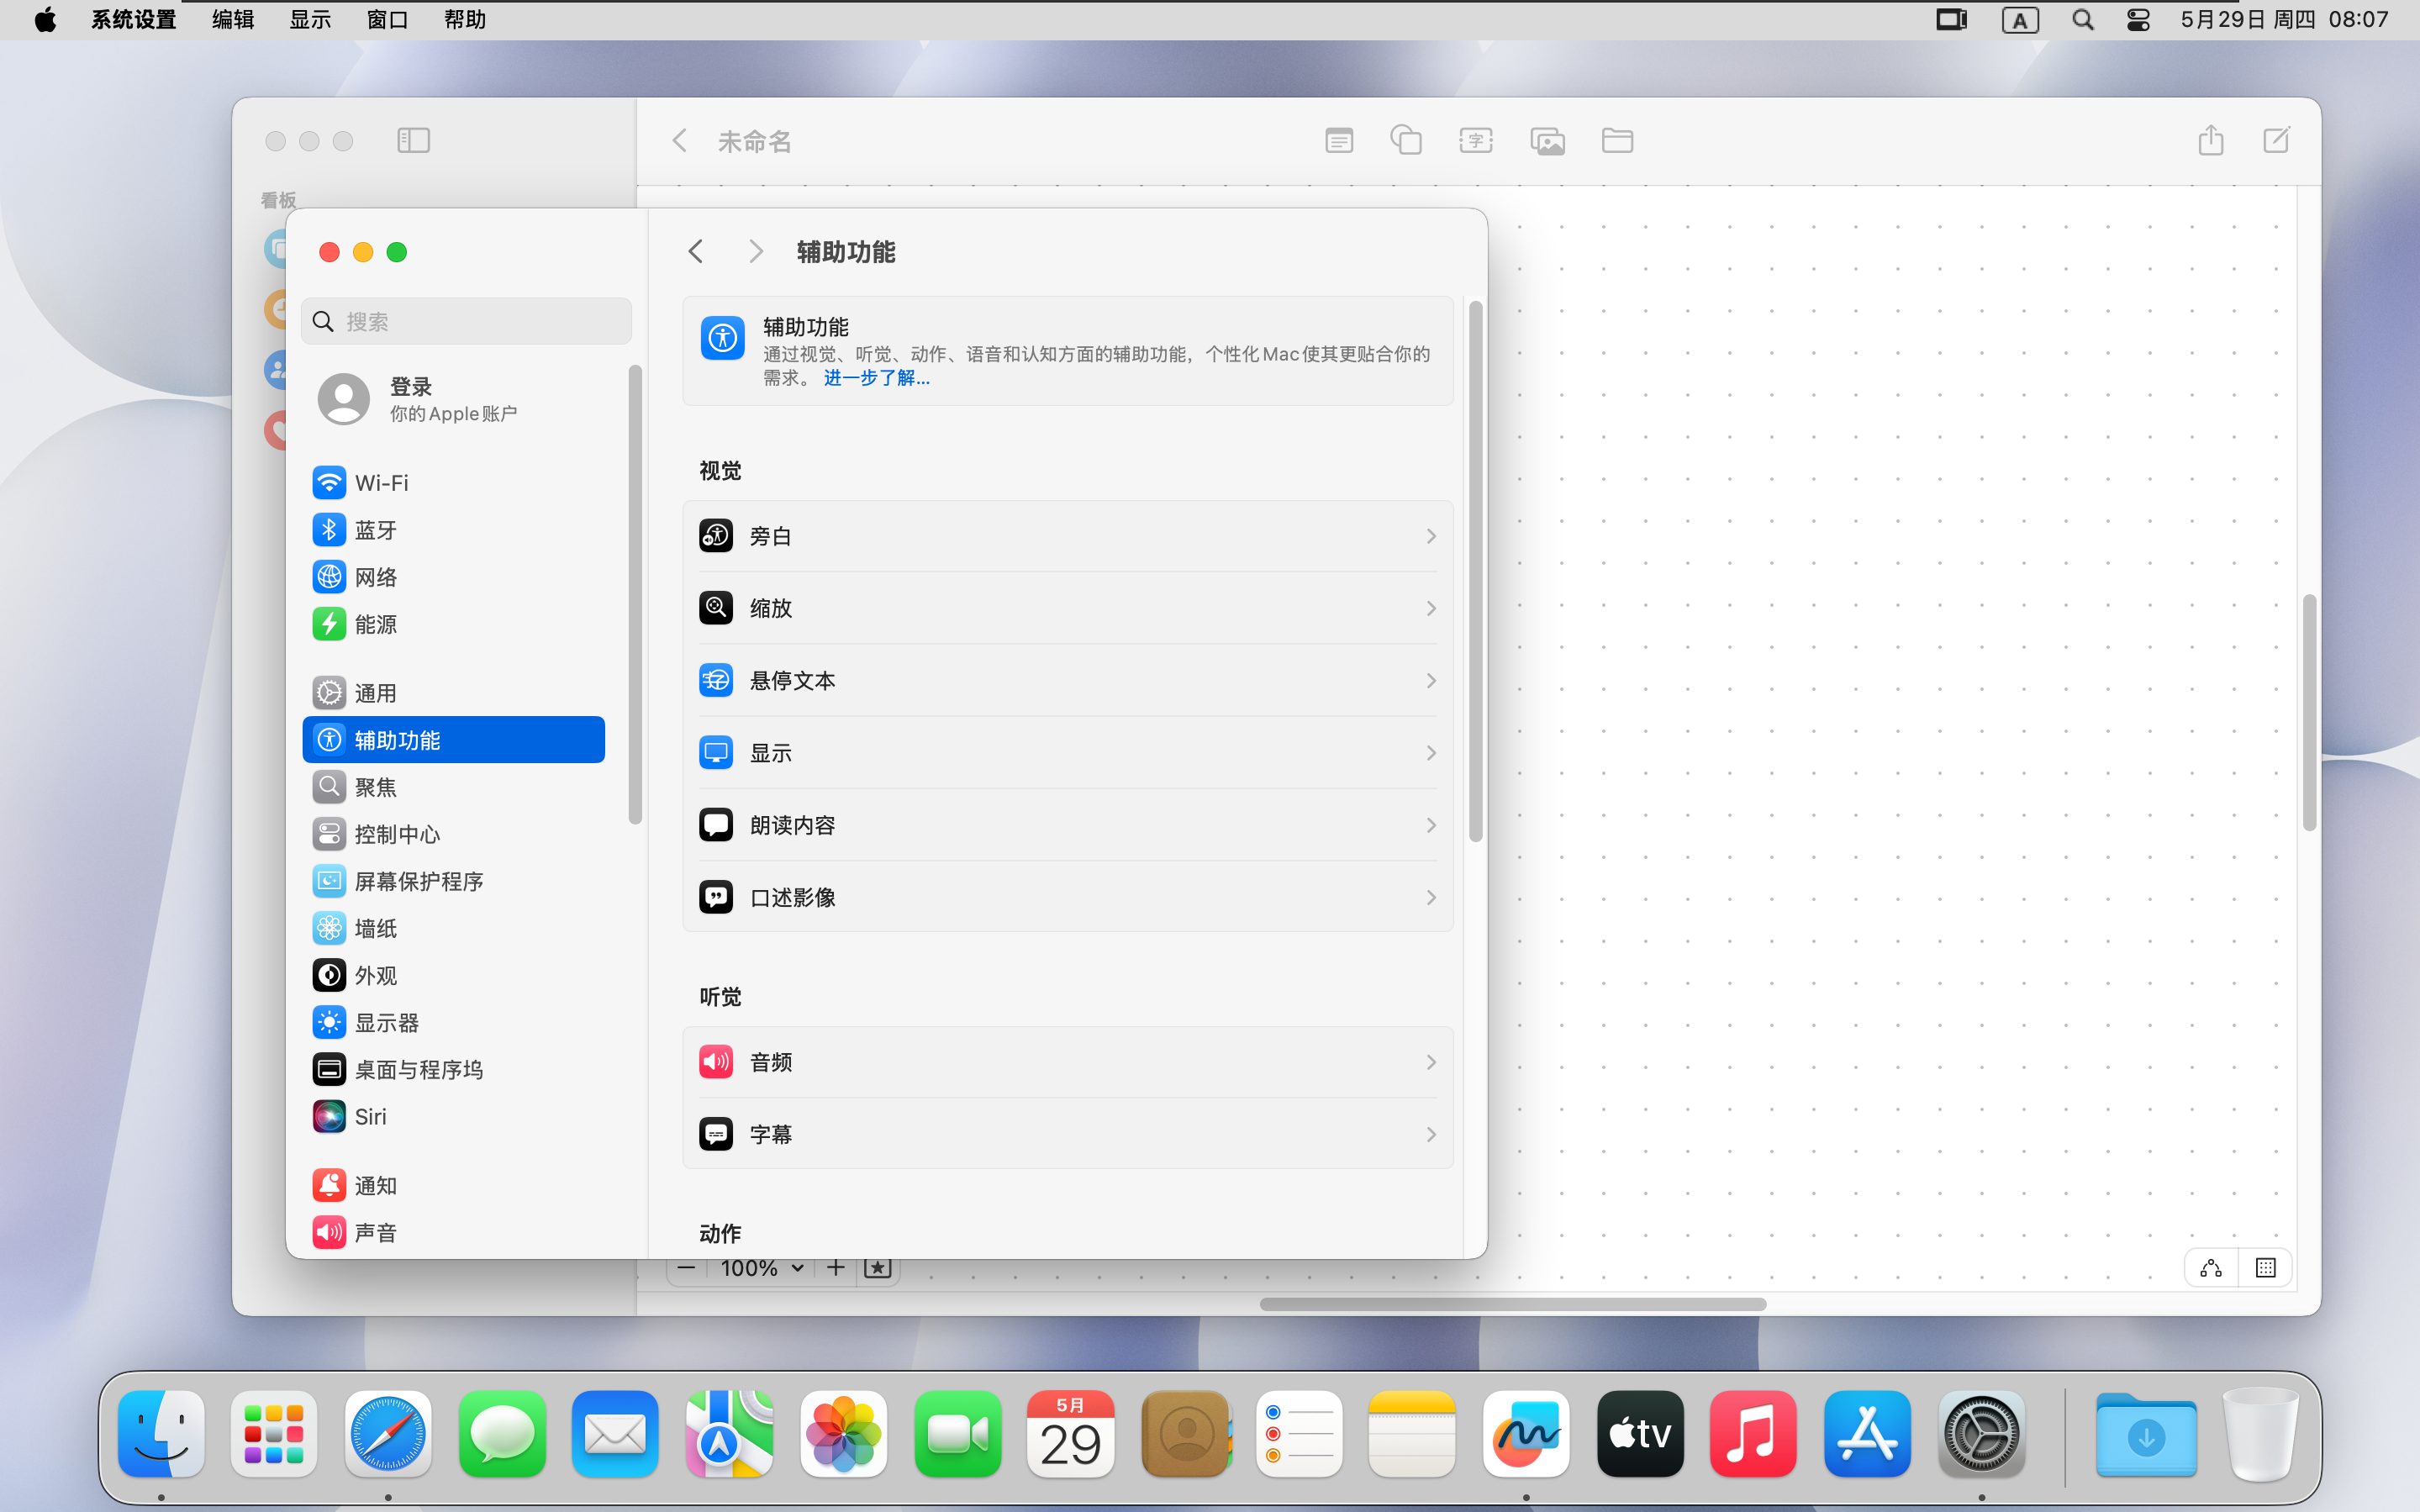 系统设置 编辑 显示 窗口 帮助
A 5月29日 周四 08:07
未命名
字
看板
辅助功能
搜索
登录
你的Apple账户
Wi-Fi
蓝牙
网络
能源
通用
辅助功能
聚焦
控制中心
屏幕保护程序
墙纸
外观
显示器
桌面与程序坞
Siri
通知
声音
辅助功能
通过视觉、听觉、动作、语音和认知方面的辅助功能，个性化Mac使其更贴合你的
需求。 进一步了解...
视觉
旁白
缩放
悬停文本
显示
朗读内容
口述影像
听觉
音频
字幕
动作
100%
5月
29
tv